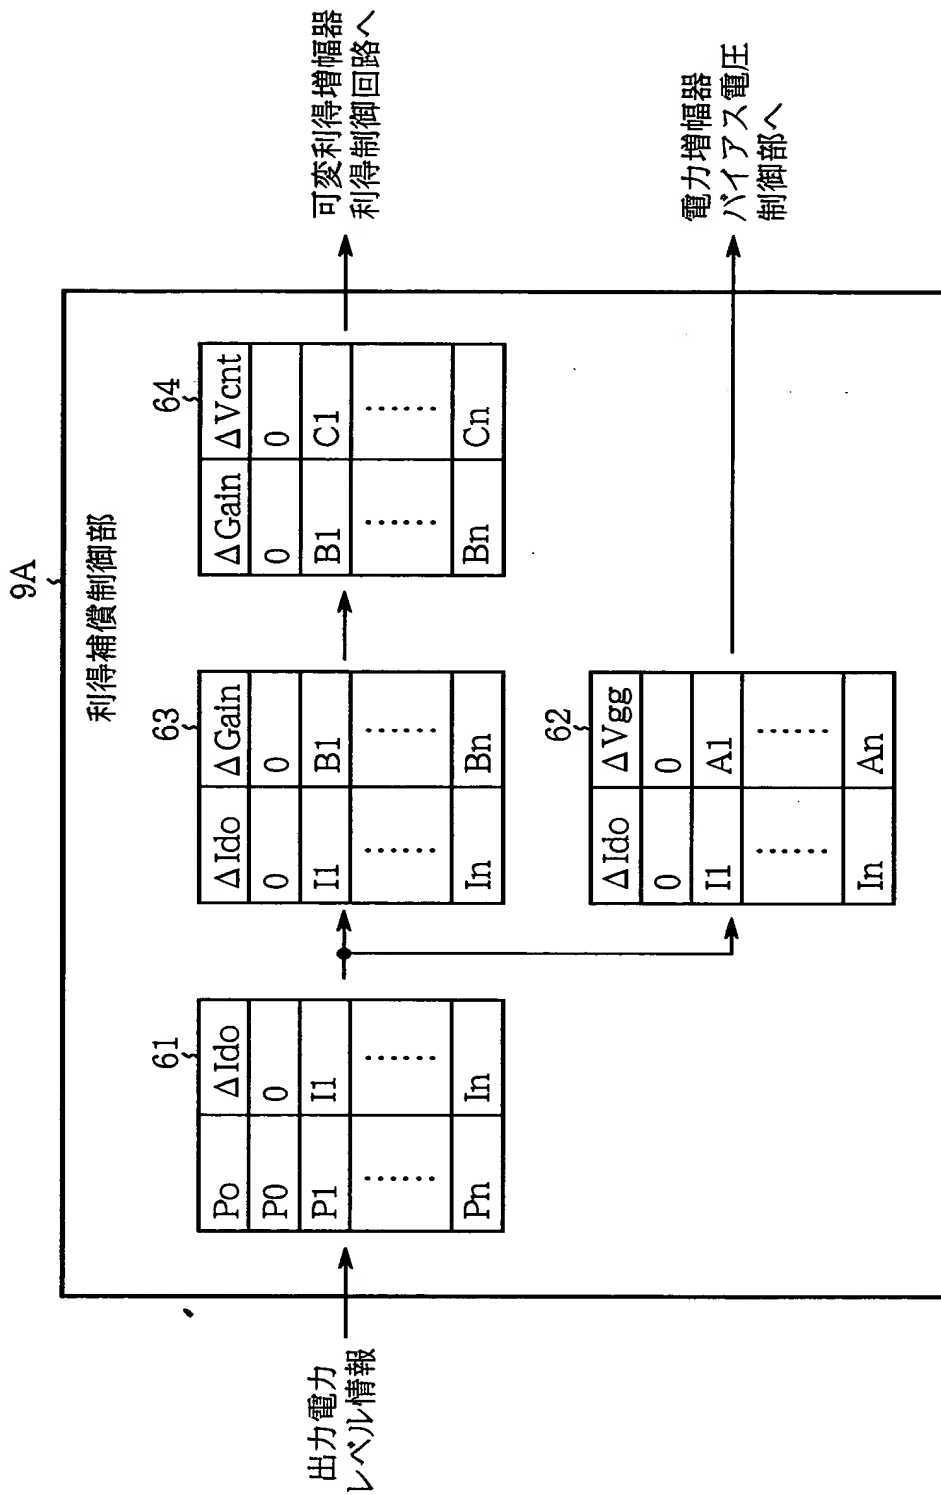 9A
利得補償制御部
出力電力
レベル情報
61
Po ΔIdo
P0 0
P1 I1
...... ......
Pn In
63
ΔIdo ΔGain
0 0
I1 B1
...... ......
In Bn
64
ΔGain ΔVcnt
0 0
B1 C1
...... ......
Bn Cn
可変利得増幅器
利得制御回路へ
62
ΔIdo ΔVgg
0 0
I1 A1
...... ......
In An
電力増幅器
バイアス電圧
制御部へ